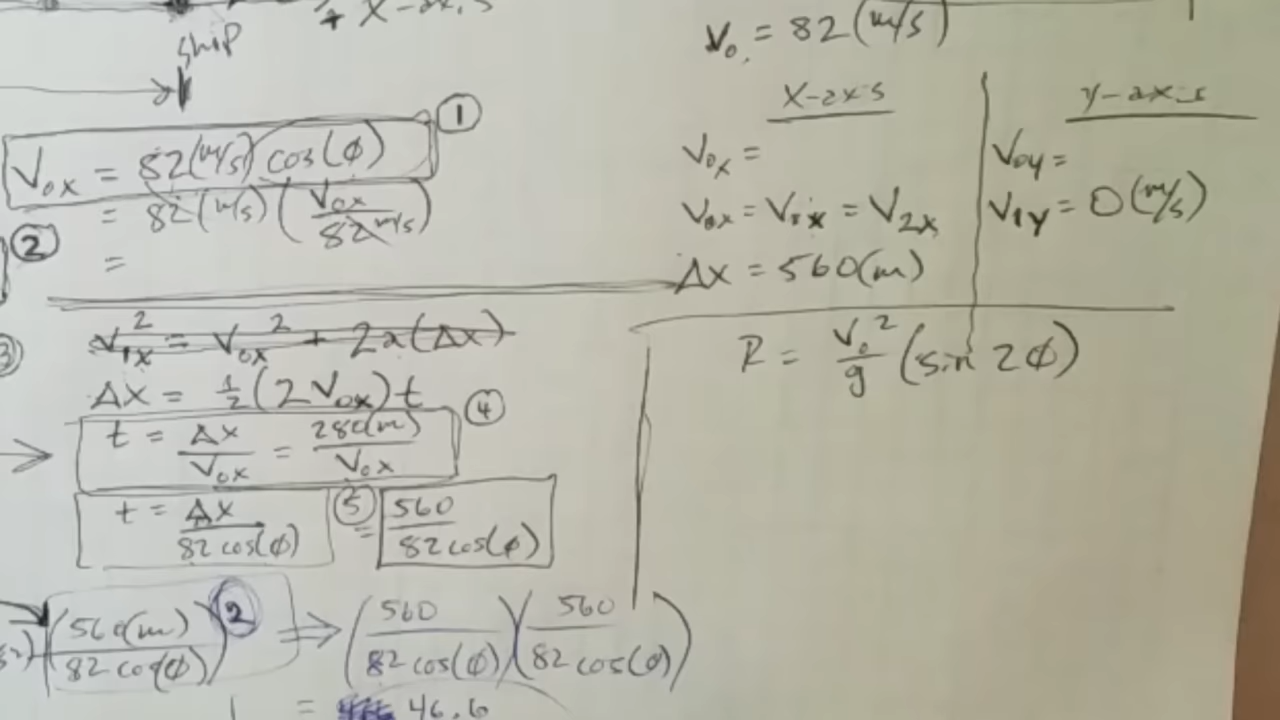 + x-axis
ship
V₀ₓ = 82(m/s) cos(ϕ) ①
= 82(m/s) (V₀ₓ / 82 m/s)
②
=
③
V₁ₓ² = V₀ₓ² + 2a(Δx)
Δx = ½(2V₀ₓ)t
t = Δx / V₀ₓ = 280(m) / V₀ₓ ④
t = Δx / 82 cos(ϕ) ⑤ = 560 / 82 cos(ϕ)
(560(m) / 82 cos(ϕ))² ⇒ (560 / 82 cos(ϕ)) (560 / 82 cos(ϕ))
= 46.6
V₀ = 82(m/s)
x-axis
V₀ₓ =
V₀ₓ = V₁ₓ = V₂ₓ
Δx = 560(m)
y-axis
V₀y =
V₁y = 0(m/s)
R = V₀² / g (sin 2ϕ)